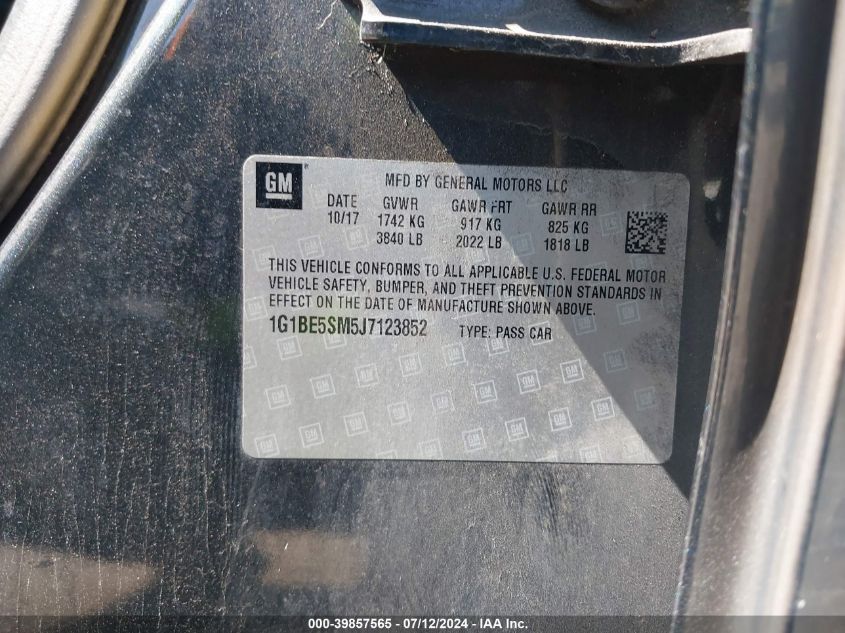 GM
MFD BY GENERAL MOTORS LLC
DATE GVWR GAWR FRT GAWR RR
10/17 1742 KG 917 KG 825 KG
3840 LB 2022 LB 1818 LB
THIS VEHICLE CONFORMS TO ALL APPLICABLE U.S. FEDERAL MOTOR
VEHICLE SAFETY, BUMPER, AND THEFT PREVENTION STANDARDS IN
EFFECT ON THE DATE OF MANUFACTURE SHOWN ABOVE.
1G1BE5SM5J7123852 TYPE: PASS CAR
000-39857565 - 07/12/2024 - IAA Inc.